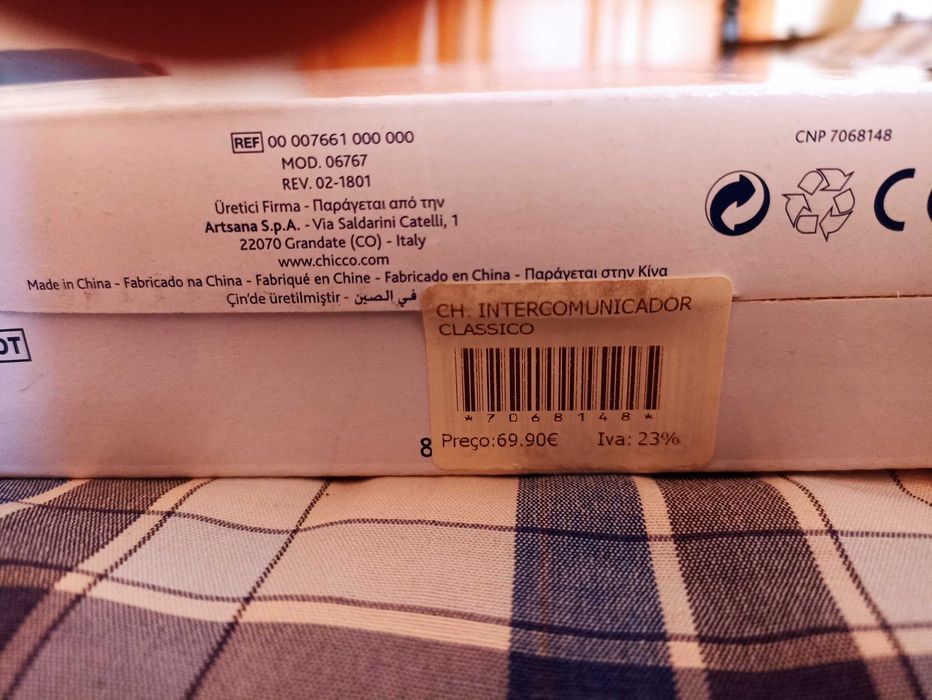 REF 00 007661 000 000
MOD. 06767
REV. 02-1801
Üretici Firma - Παράγεται από την
Artsana S.p.A. - Via Saldarini Catelli, 1
22070 Grandate (CO) - Italy
www.chicco.com
Made in China - Fabricado na China - Fabriqué en Chine - Fabricado en China - Παράγεται στην Κίνα
Çin'de üretilmiştir - في الصين
CNP 7068148
CE
OT
8
CH. INTERCOMUNICADOR
CLASSICO
*7068148*
Preço:69.90€ Iva: 23%